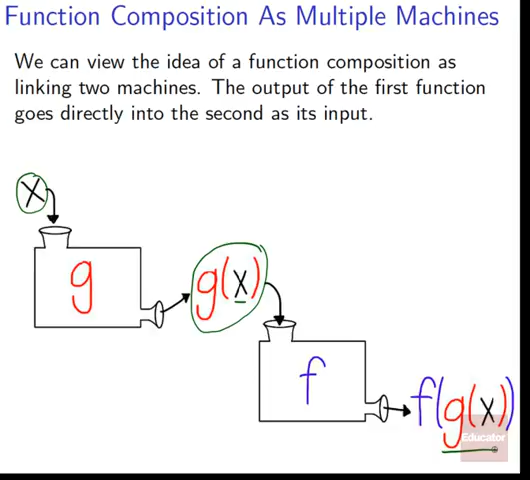 Function Composition As Multiple Machines
We can view the idea of a function composition as
linking two machines. The output of the first function
goes directly into the second as its input.
x
g
g(x)
f
f(g(x))
Educator